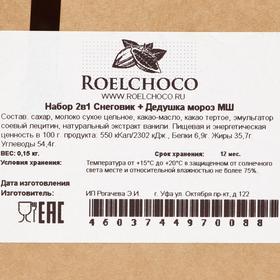 ROELCHOCO
WWW.ROELCHOCO.RU
Набор 2в1 Снеговик + Дедушка мороз МШ
Состав: сахар, молоко сухое цельное, какао-масло, какао тертое, эмульгатор
соевый лецитин, натуральный экстракт ванили. Пищевая и энергетическая
ценность в 100 г. продукта: 550 кКал/2302 кДж , Белки 6,9г. Жиры 35,7г
Углеводы 54,4г.
ВЕС: 0,15 кг. Срок хранения: 12 мес.
Условия хранения: Температура от +15°С до +20°С в защищенном от солнечного
света месте и относительной влажности не более 75%.
Дата изготовления
Изготовитель: ИП Рогачева Э.И. г. Уфа ул. Октября пр-кт, д.122
EAC
4603744970088